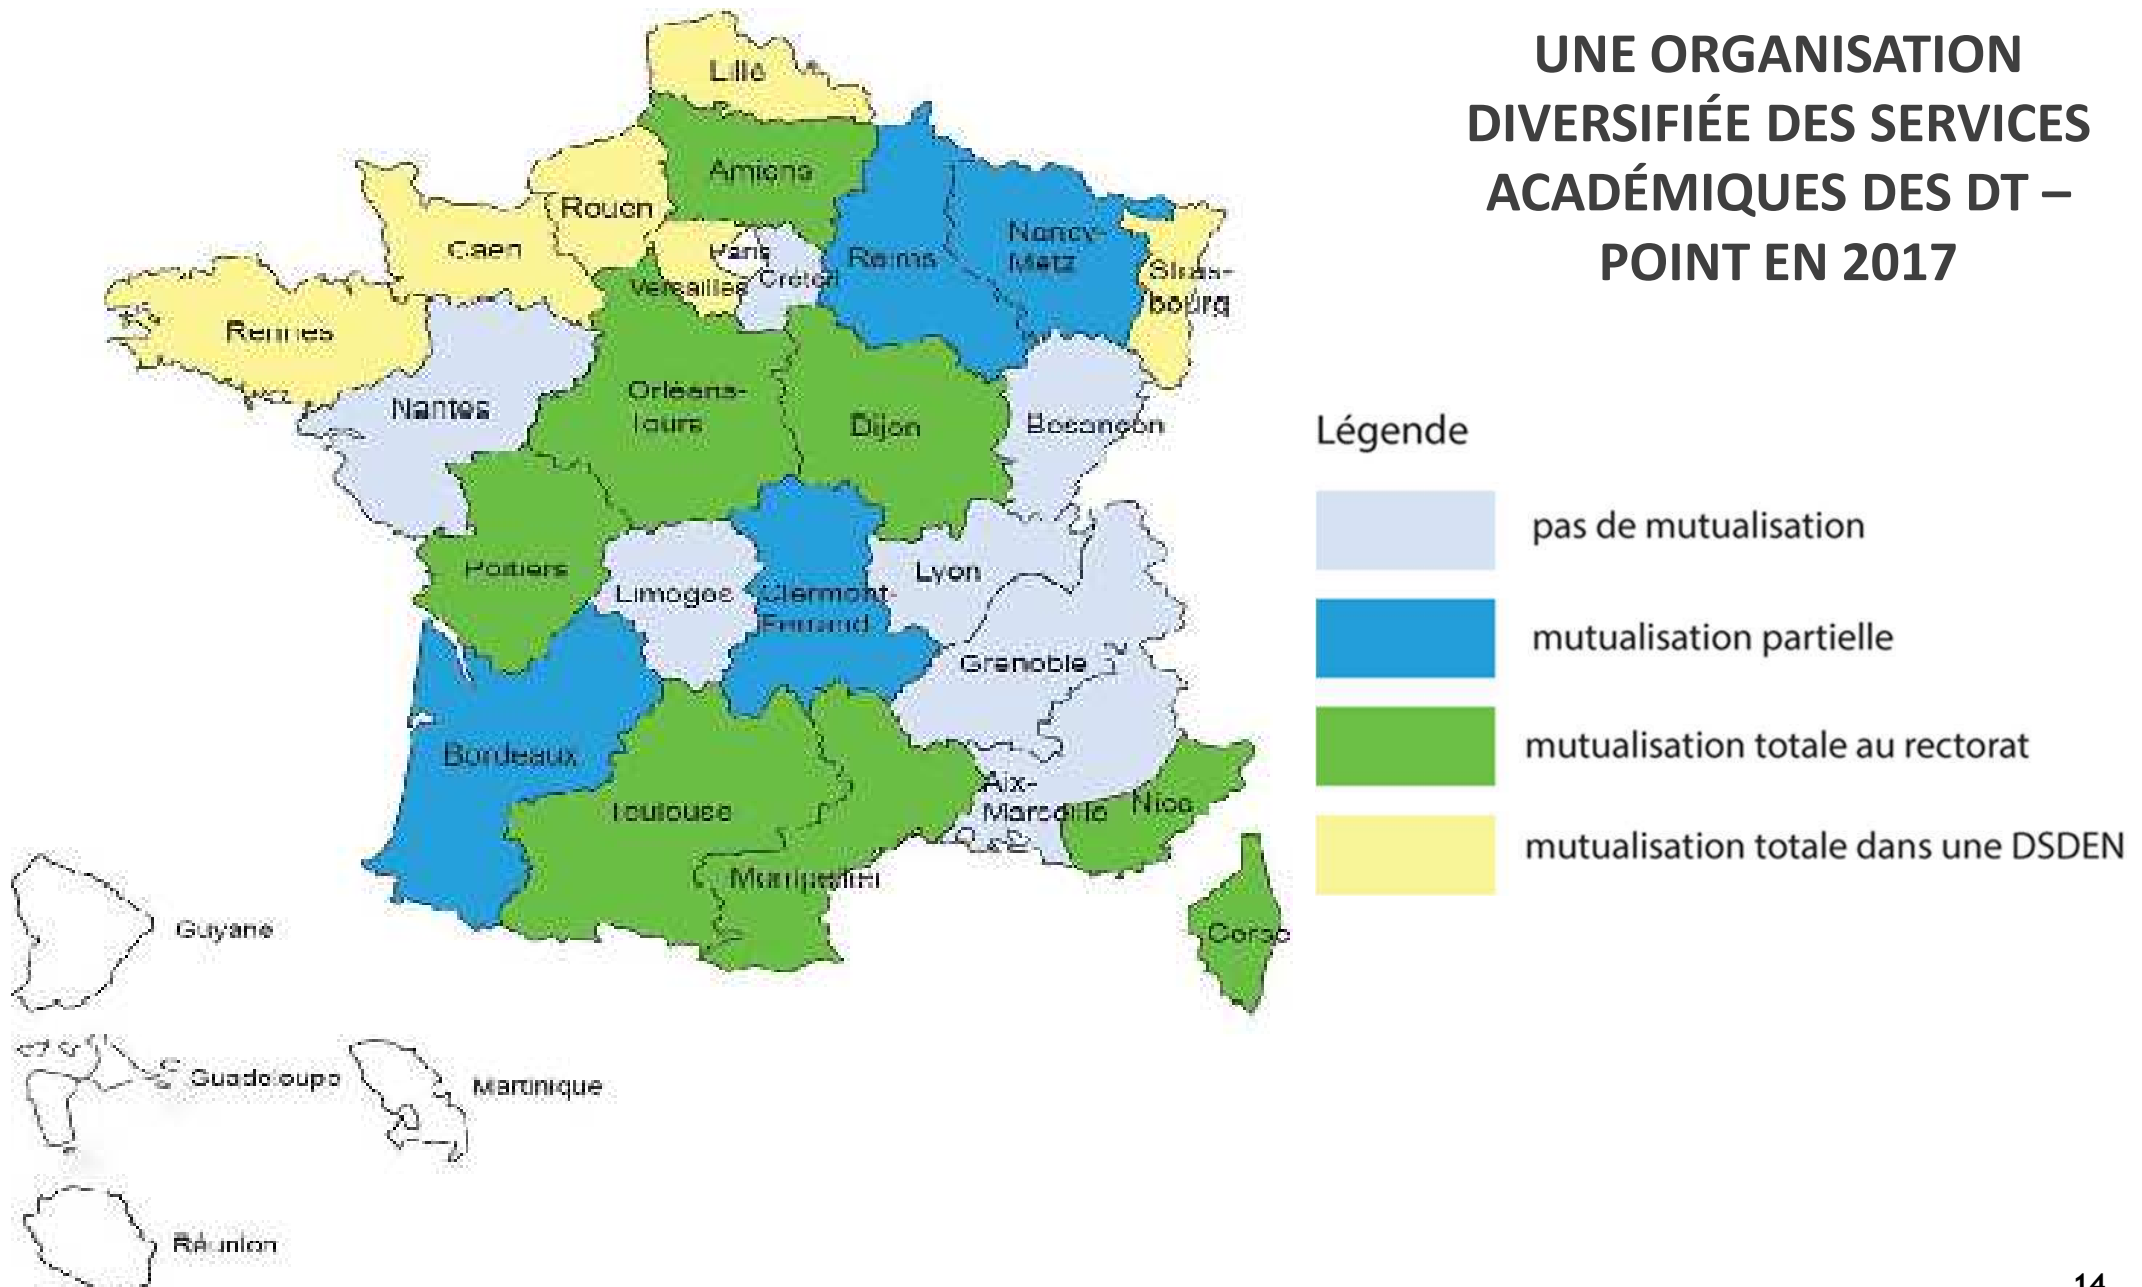 UNE ORGANISATION
DIVERSIFIÉE DES SERVICES
ACADÉMIQUES DES DT –
POINT EN 2017
Lille
Amiens
Rouen
Caen
Paris
Versailles
Créteil
Reims
Nancy-
Metz
Stras-
bourg
Rennes
Nantes
Orléans-
Tours
Dijon
Besançon
Poitiers
Limoges
Clermont-
Ferrand
Lyon
Grenoble
Bordeaux
Toulouse
Montpellier
Aix-
Marseille
Nice
Corse
Guyane
Guadeloupe
Martinique
Réunion
Légende
pas de mutualisation
mutualisation partielle
mutualisation totale au rectorat
mutualisation totale dans une DSDEN
14